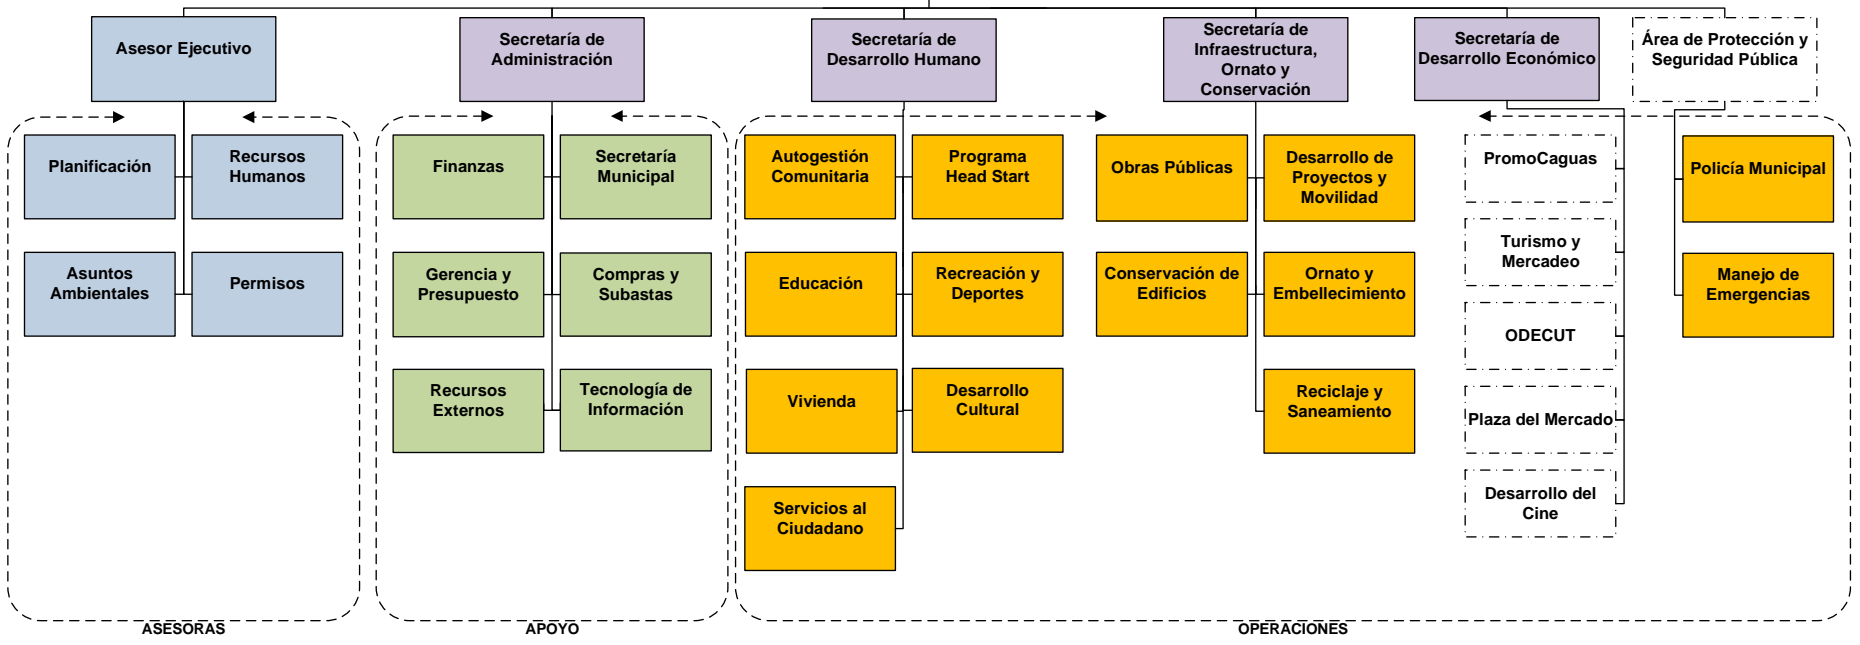 Asesor Ejecutivo
Secretaría de
Administración
Secretaría de
Desarrollo Humano
Secretaría de
Infraestructura,
Ornato y
Conservación
Secretaría de
Desarrollo Económico
Área de Protección y
Seguridad Pública
Planificación
Recursos
Humanos
Asuntos
Ambientales
Permisos
Finanzas
Secretaría
Municipal
Gerencia y
Presupuesto
Compras y
Subastas
Recursos
Externos
Tecnología de
Información
Autogestión
Comunitaria
Programa
Head Start
Educación
Recreación y
Deportes
Vivienda
Desarrollo
Cultural
Servicios al
Ciudadano
Obras Públicas
Desarrollo de
Proyectos y
Movilidad
Conservación de
Edificios
Ornato y
Embellecimiento
Reciclaje y
Saneamiento
PromoCaguas
Turismo y
Mercadeo
ODECUT
Plaza del Mercado
Desarrollo del
Cine
Policía Municipal
Manejo de
Emergencias
ASESORAS
APOYO
OPERACIONES